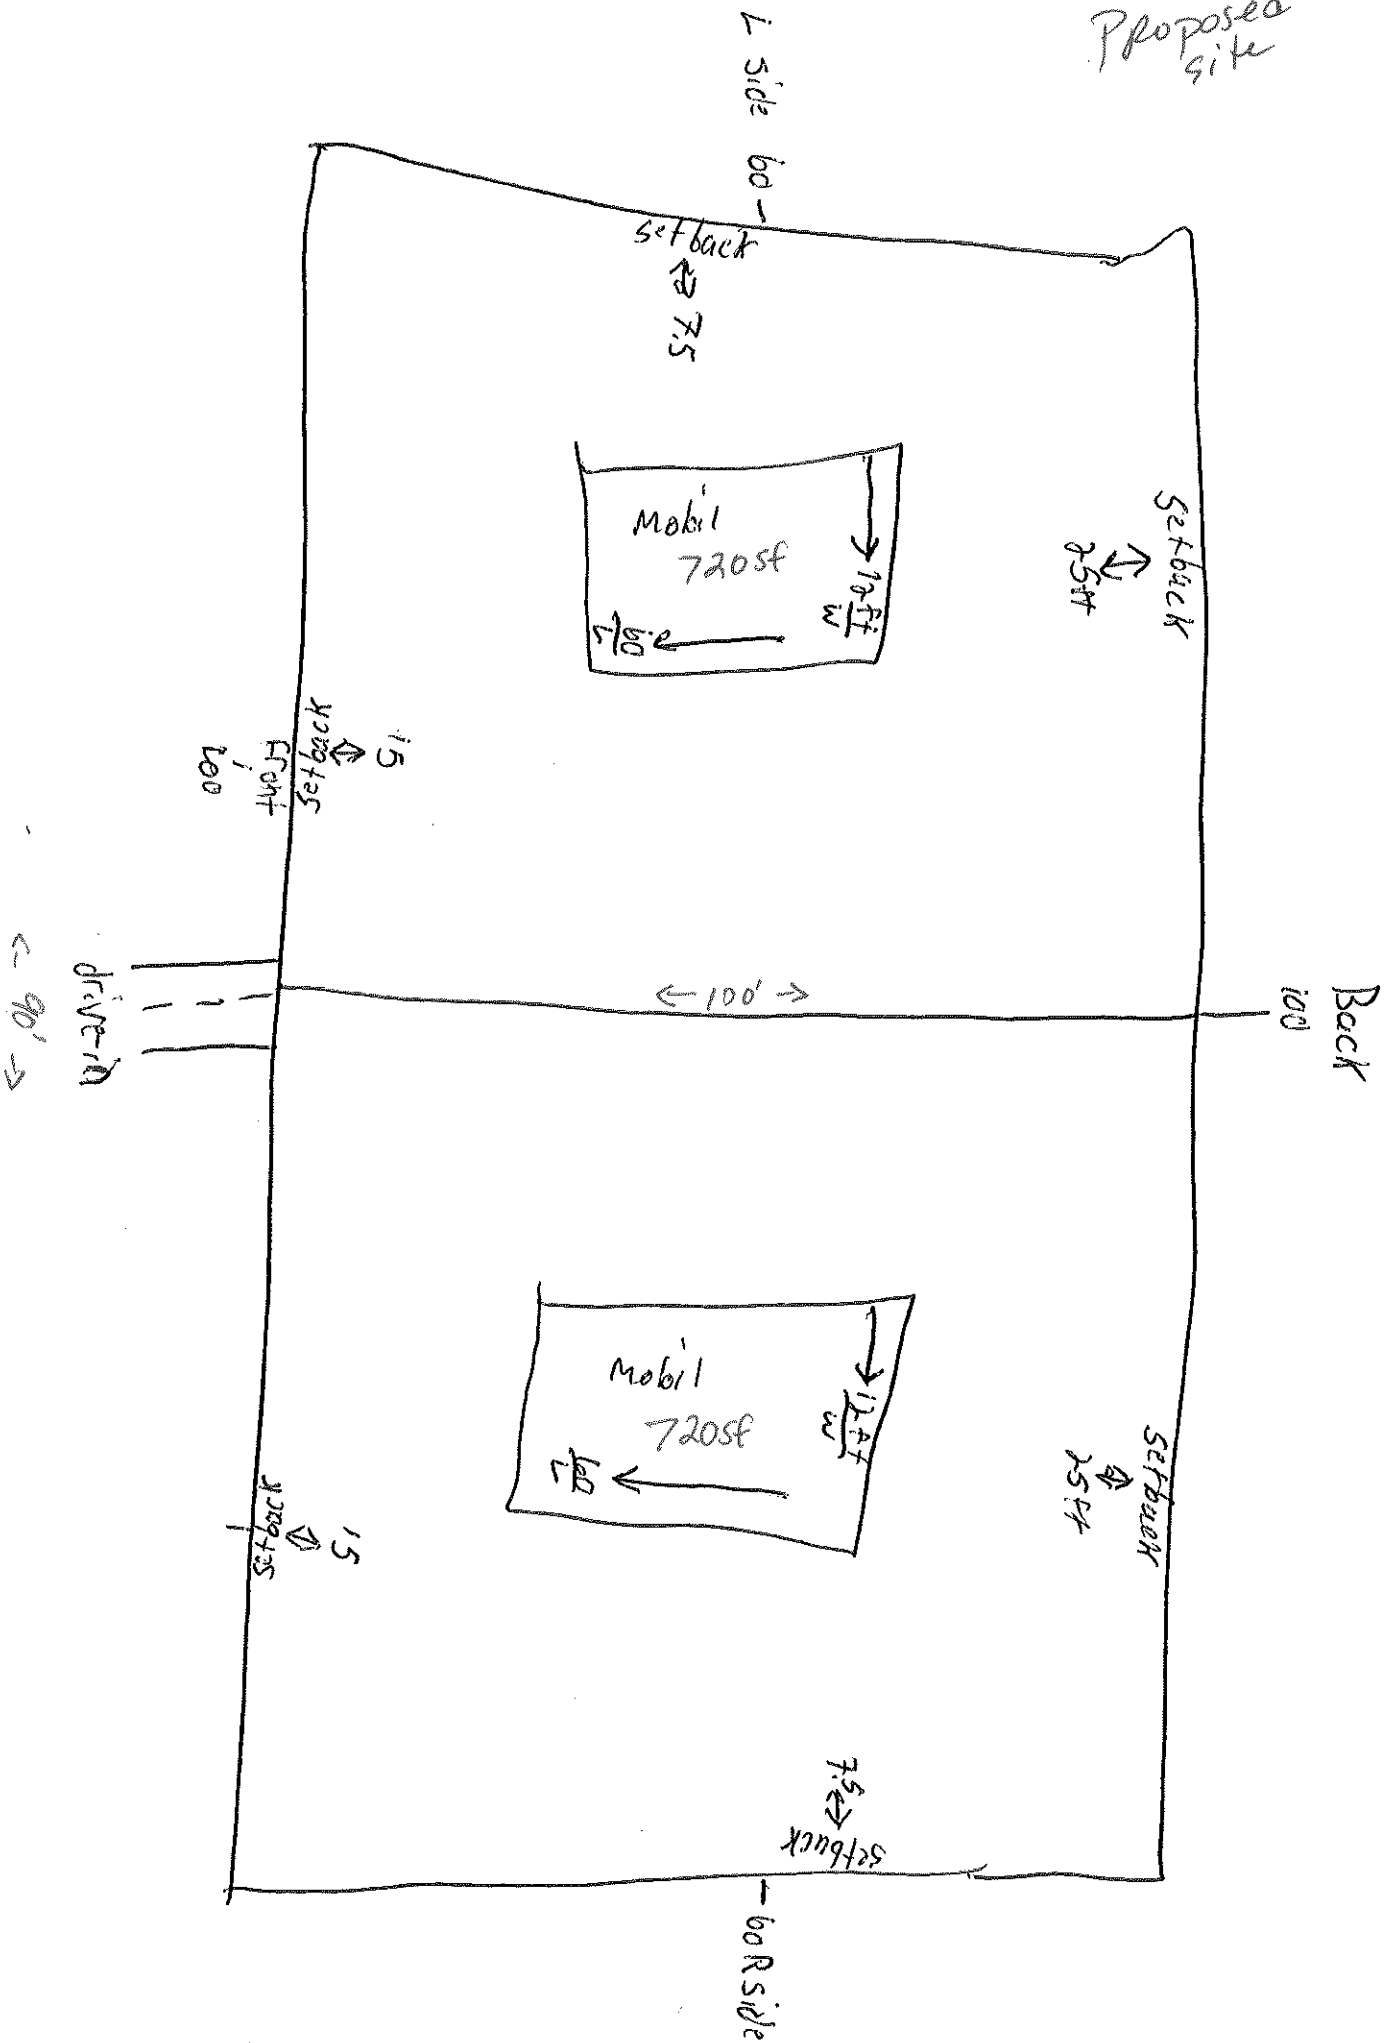 Proposed
site
Back
100
L side 60
setback
7.5
setback
25ft
Mobil
720sf
12 ft
w
60
L
15
setback
Front
100
← 100' →
drive-in
← 90' →
setback
25ft
Mobil
720sf
12 ft
w
60
L
15
setback
7.5
setback
60 R side